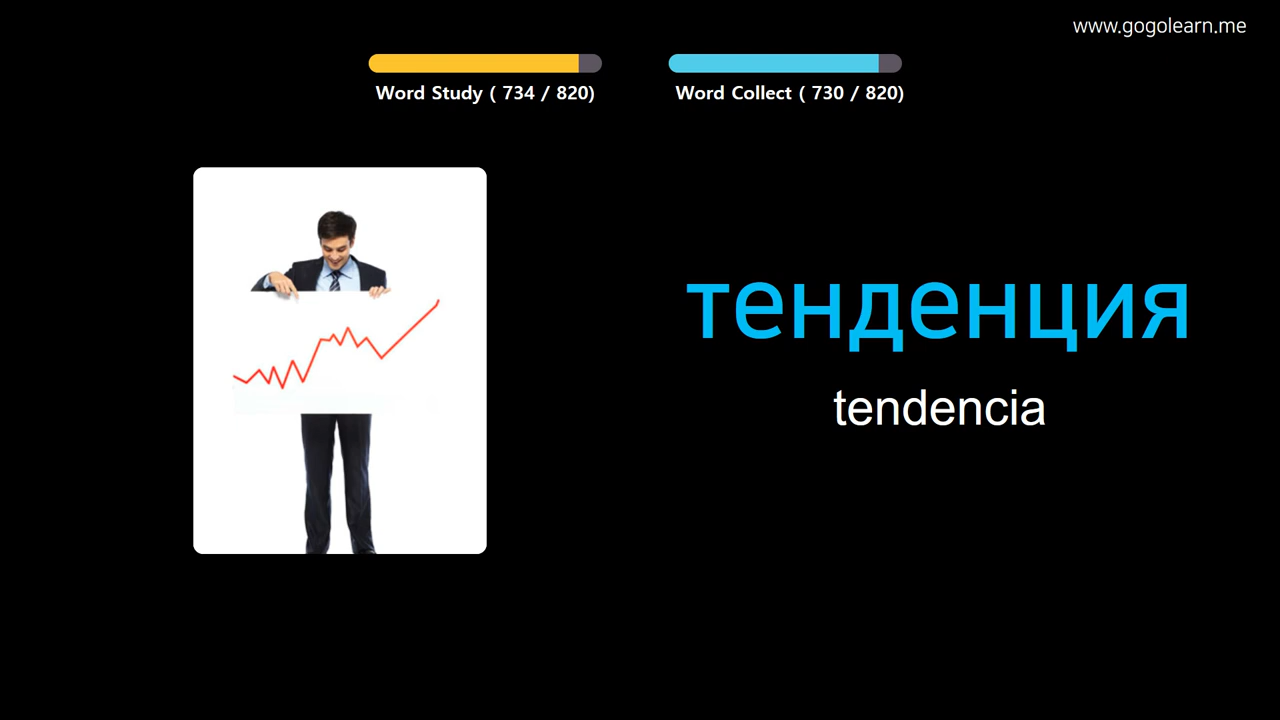 www.gogolearn.me
Word Study ( 734 / 820)
Word Collect ( 730 / 820)
тенденция
tendencia